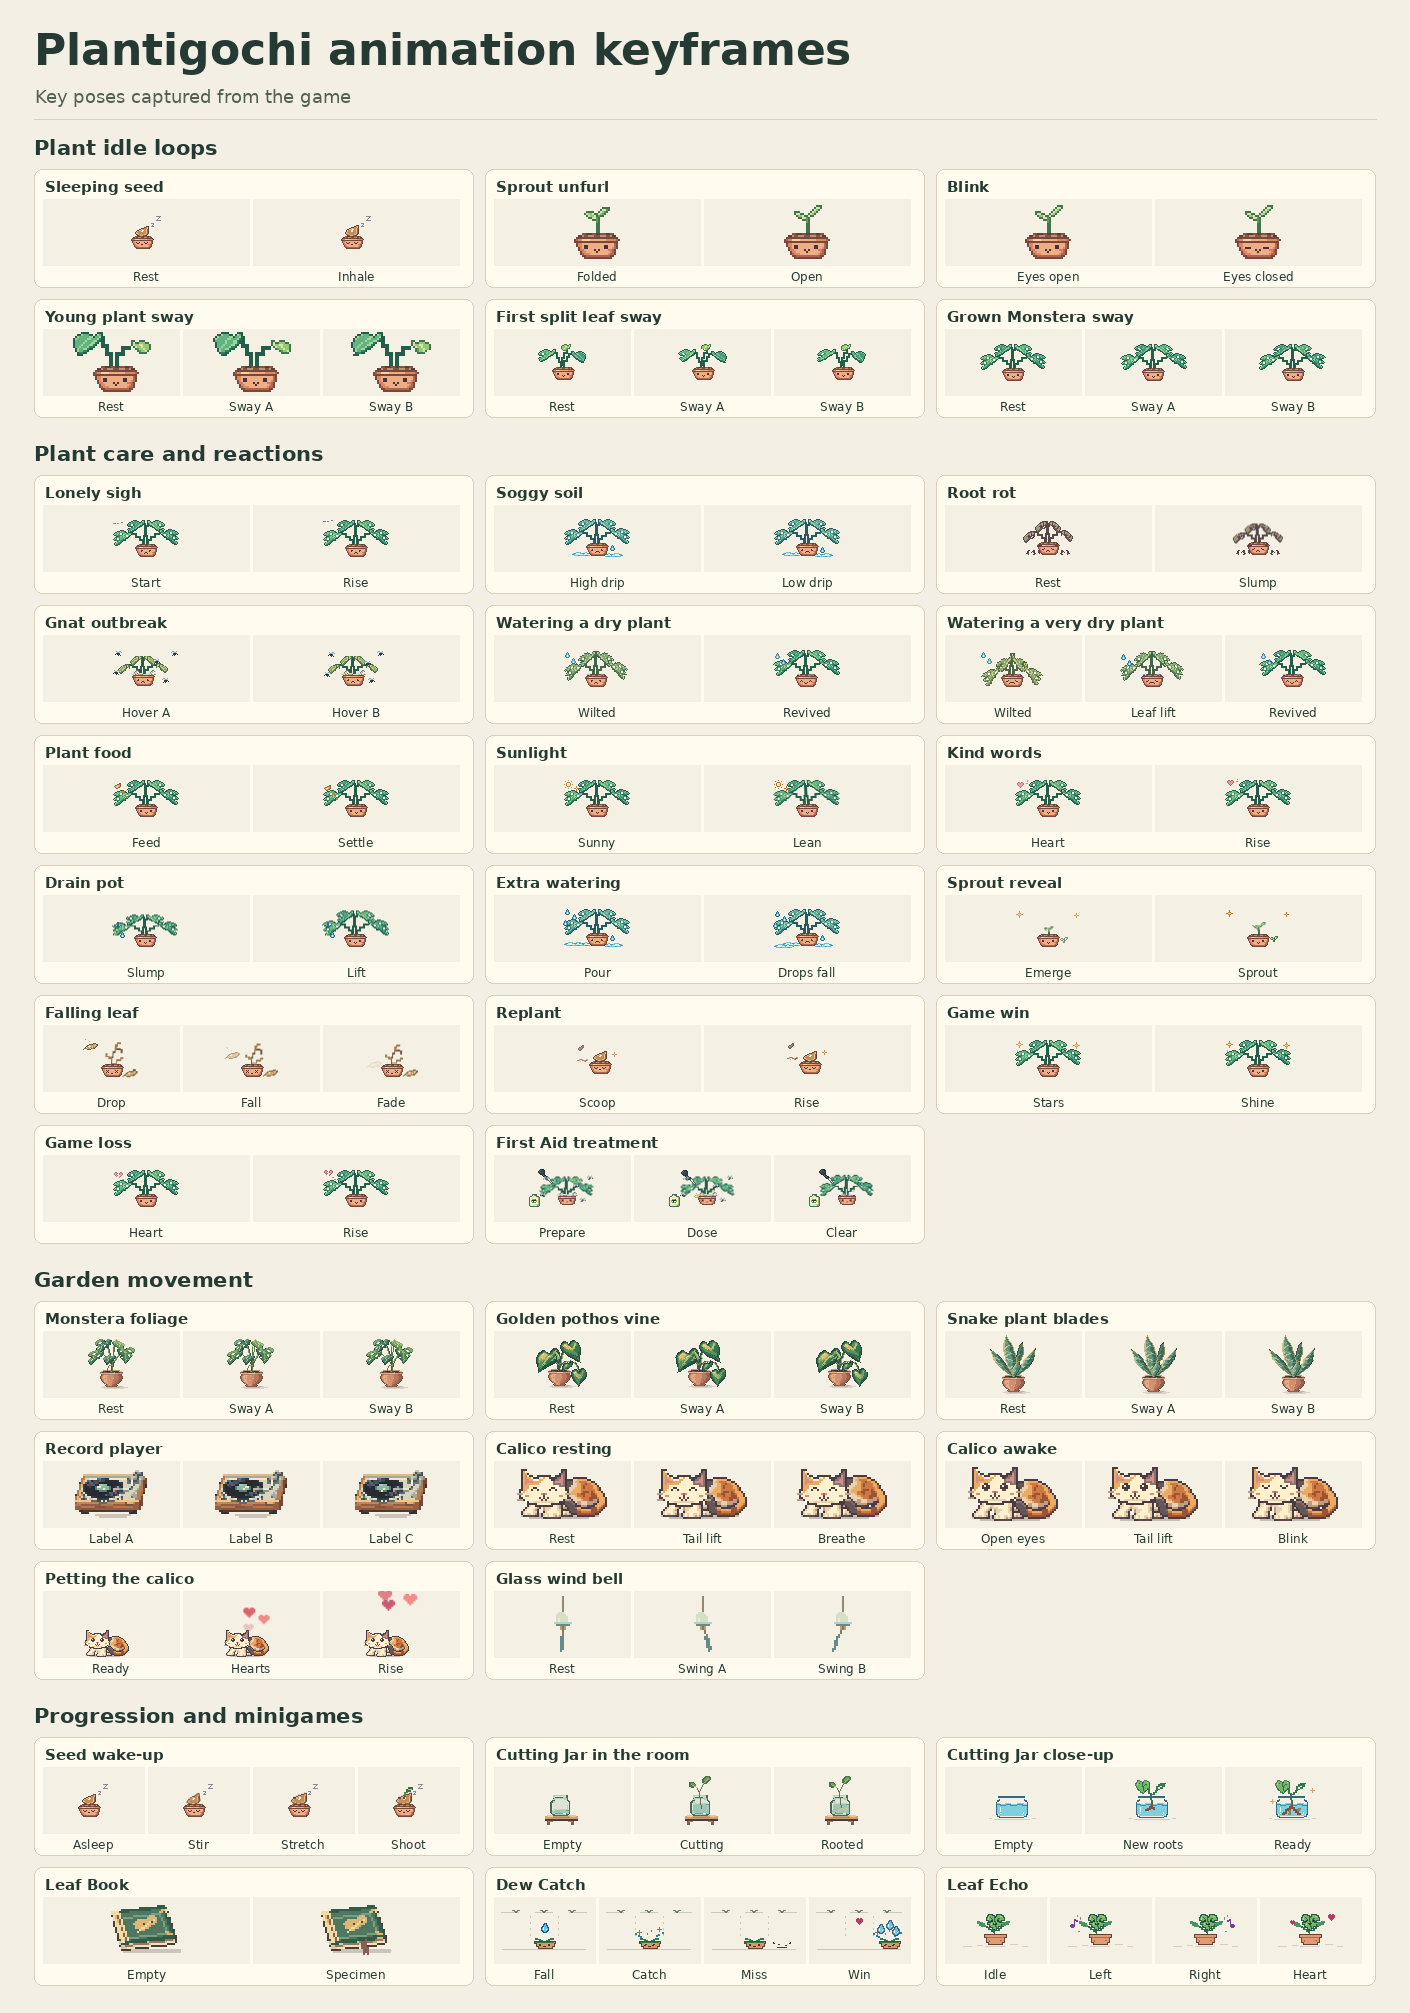 Plantigochi animation keyframes
Key poses captured from the game
Plant idle loops
Sleeping seed
Rest
Inhale
Sprout unfurl
Folded
Open
Blink
Eyes open
Eyes closed
Young plant sway
Rest
Sway A
Sway B
First split leaf sway
Rest
Sway A
Sway B
Grown Monstera sway
Rest
Sway A
Sway B
Plant care and reactions
Lonely sigh
Start
Rise
Soggy soil
High drip
Low drip
Root rot
Rest
Slump
Gnat outbreak
Hover A
Hover B
Watering a dry plant
Wilted
Revived
Watering a very dry plant
Wilted
Leaf lift
Revived
Plant food
Feed
Settle
Sunlight
Sunny
Lean
Kind words
Heart
Rise
Drain pot
Slump
Lift
Extra watering
Pour
Drops fall
Sprout reveal
Emerge
Sprout
Falling leaf
Drop
Fall
Fade
Replant
Scoop
Rise
Game win
Stars
Shine
Game loss
Heart
Rise
First Aid treatment
Prepare
Dose
Clear
Garden movement
Monstera foliage
Rest
Sway A
Sway B
Golden pothos vine
Rest
Sway A
Sway B
Snake plant blades
Rest
Sway A
Sway B
Record player
Label A
Label B
Label C
Calico resting
Rest
Tail lift
Breathe
Calico awake
Open eyes
Tail lift
Blink
Petting the calico
Ready
Hearts
Rise
Glass wind bell
Rest
Swing A
Swing B
Progression and minigames
Seed wake-up
Asleep
Stir
Stretch
Shoot
Cutting Jar in the room
Empty
Cutting
Rooted
Cutting Jar close-up
Empty
New roots
Ready
Leaf Book
Empty
Specimen
Dew Catch
Fall
Catch
Miss
Win
Leaf Echo
Idle
Left
Right
Heart